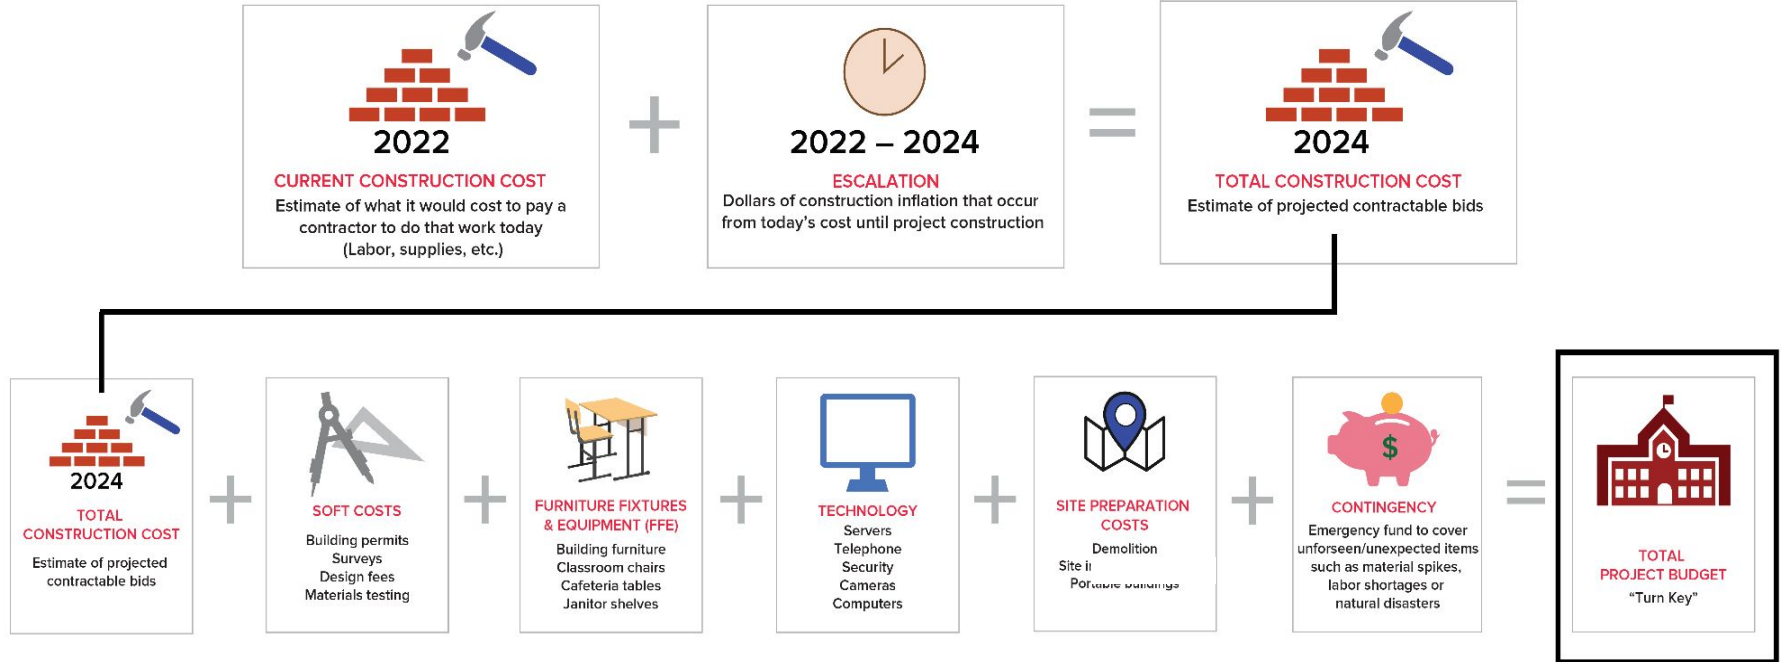 2022
CURRENT CONSTRUCTION COST
Estimate of what it would cost to pay a
contractor to do that work today
(Labor, supplies, etc.)
+
2022 – 2024
ESCALATION
Dollars of construction inflation that occur
from today's cost until project construction
=
2024
TOTAL CONSTRUCTION COST
Estimate of projected contractable bids
2024
TOTAL
CONSTRUCTION COST
Estimate of projected
contractable bids
+
SOFT COSTS
Building permits
Surveys
Design fees
Materials testing
+
FURNITURE FIXTURES
& EQUIPMENT (FFE)
Building furniture
Classroom chairs
Cafeteria tables
Janitor shelves
+
TECHNOLOGY
Servers
Telephone
Security
Cameras
Computers
+
SITE PREPARATION
COSTS
Demolition
Site
Portable buildings
+
$
CONTINGENCY
Emergency fund to cover
unforseen/unexpected items
such as material spikes,
labor shortages or
natural disasters
=
TOTAL
PROJECT BUDGET
“Turn Key”